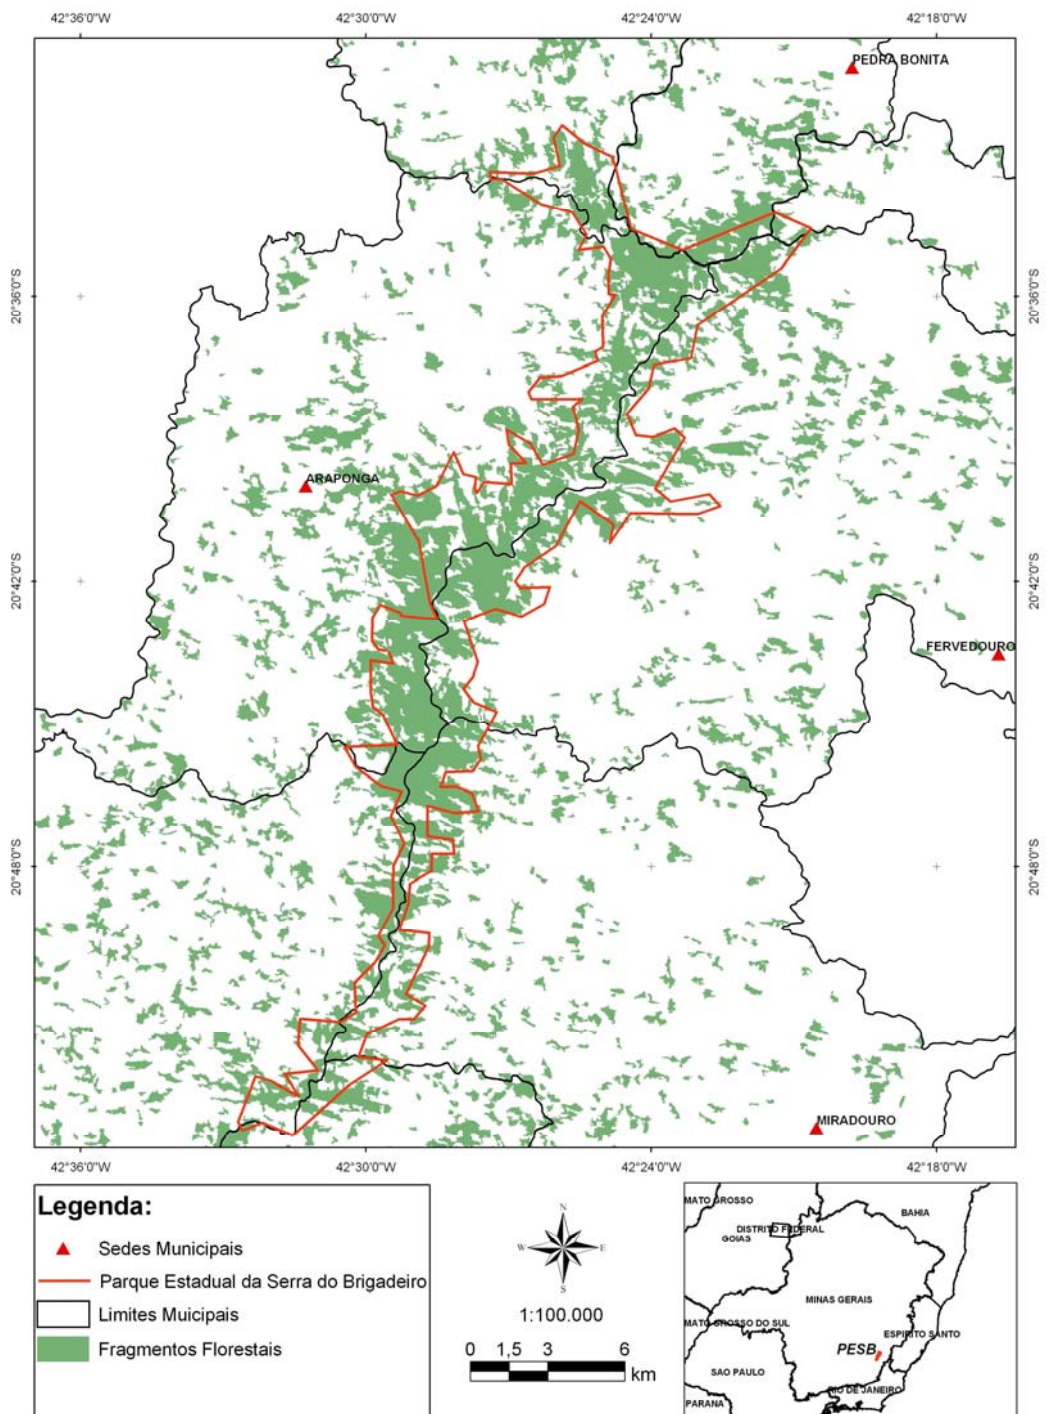 42°36'0"W 42°30'0"W 42°24'0"W 42°18'0"W
PEDRA BONITA
20°36'0"S 20°36'0"S
ARAPONGA
20°42'0"S 20°42'0"S
FERVEDOURO
20°48'0"S 20°48'0"S
MIRADOURO
42°36'0"W 42°30'0"W 42°24'0"W 42°18'0"W
Legenda:
Sedes Municipais
Parque Estadual da Serra do Brigadeiro
Limites Muicipais
Fragmentos Florestais
N
W E
S
1:100.000
0 1,5 3 6
km
MATO GROSSO
BAHIA
DISTRITO FEDERAL
GOIAS
MINAS GERAIS
MATO GROSSO DO SUL
ESPIRITO SANTO
PESB
SAO PAULO
RIO DE JANEIRO
PARANA